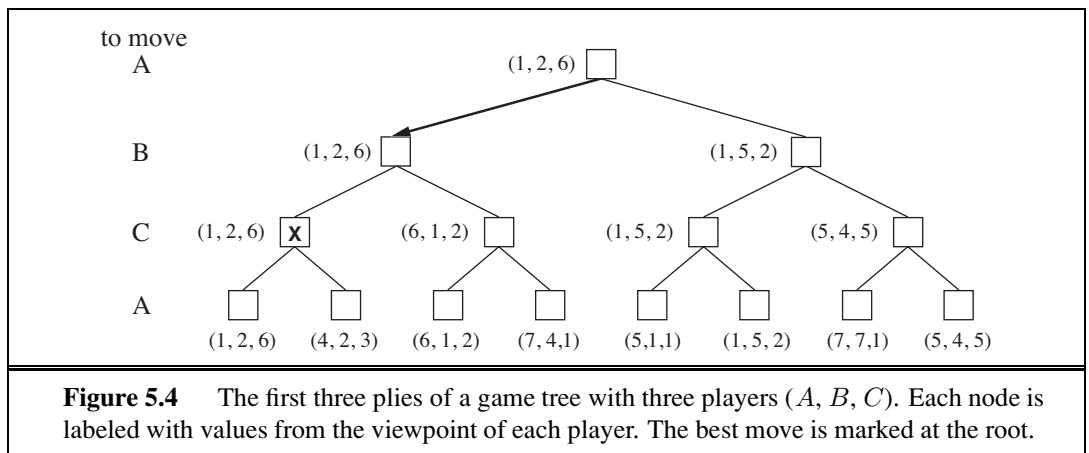 to move
A (1, 2, 6)
B (1, 2, 6) (1, 5, 2)
C (1, 2, 6) X (6, 1, 2) (1, 5, 2) (5, 4, 5)
A
(1, 2, 6) (4, 2, 3) (6, 1, 2) (7, 4,1) (5,1,1) (1, 5, 2) (7, 7,1) (5, 4, 5)
Figure 5.4 The first three plies of a game tree with three players (A, B, C). Each node is
labeled with values from the viewpoint of each player. The best move is marked at the root.